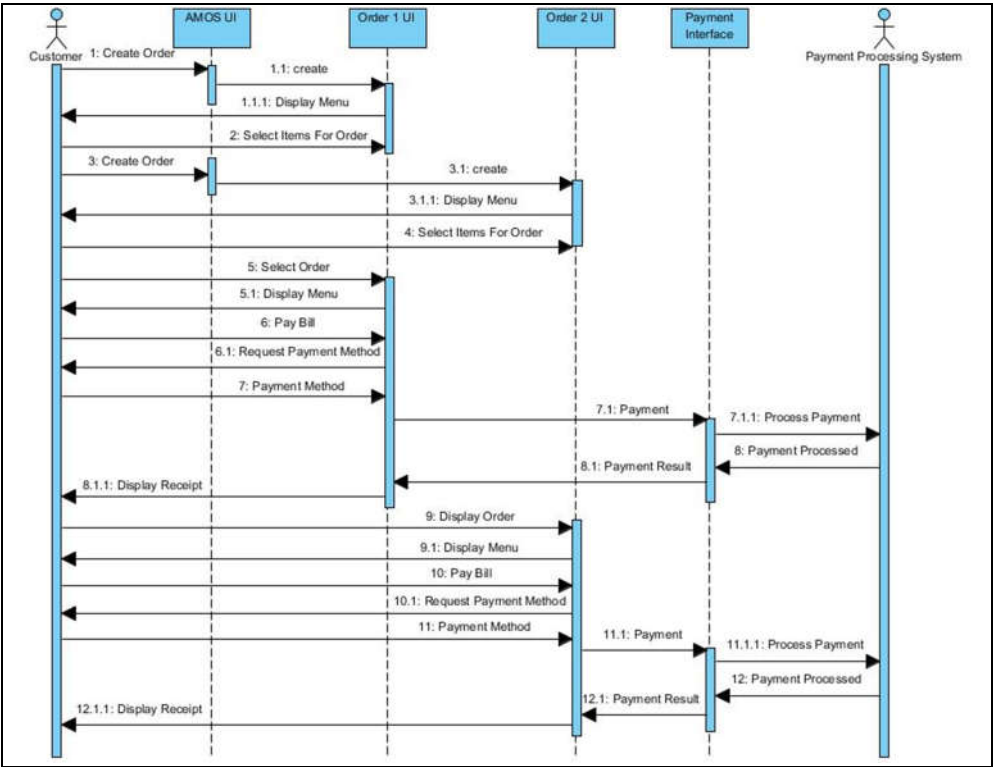 AMOS UI
Order 1 UI
Order 2 UI
Payment
Interface
Customer
Payment Processing System
1: Create Order
1.1: create
1.1.1: Display Menu
2: Select Items For Order
3: Create Order
3.1: create
3.1.1: Display Menu
4: Select Items For Order
5: Select Order
5.1: Display Menu
6: Pay Bill
6.1: Request Payment Method
7: Payment Method
7.1: Payment
7.1.1: Process Payment
8: Payment Processed
8.1: Payment Result
8.1.1: Display Receipt
9: Display Order
9.1: Display Menu
10: Pay Bill
10.1: Request Payment Method
11: Payment Method
11.1: Payment
11.1.1: Process Payment
12: Payment Processed
12.1: Payment Result
12.1.1: Display Receipt